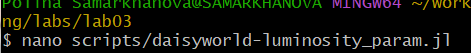 Polina Samarkhanova@SAMARKHANOVA MINGW64 ~/work
ng/labs/lab03
$ nano scripts/daisyworld-luminosity_param.jl